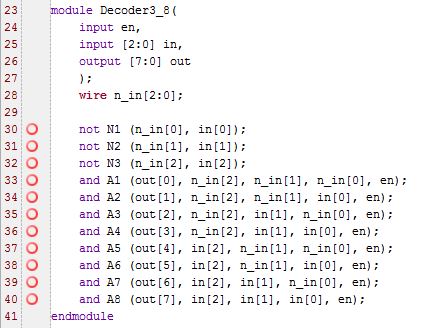 23 module Decoder3_8(
24 input en,
25 input [2:0] in,
26 output [7:0] out
27 );
28 wire n_in[2:0];
29
30 not N1 (n_in[0], in[0]);
31 not N2 (n_in[1], in[1]);
32 not N3 (n_in[2], in[2]);
33 and A1 (out[0], n_in[2], n_in[1], n_in[0], en);
34 and A2 (out[1], n_in[2], n_in[1], in[0], en);
35 and A3 (out[2], n_in[2], in[1], n_in[0], en);
36 and A4 (out[3], n_in[2], in[1], in[0], en);
37 and A5 (out[4], in[2], n_in[1], n_in[0], en);
38 and A6 (out[5], in[2], n_in[1], in[0], en);
39 and A7 (out[6], in[2], in[1], n_in[0], en);
40 and A8 (out[7], in[2], in[1], in[0], en);
41 endmodule